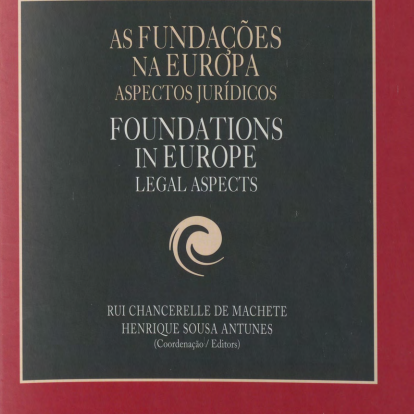 AS FUNDAÇÕES
NA EUROPA
ASPECTOS JURÍDICOS
FOUNDATIONS
IN EUROPE
LEGAL ASPECTS
RUI CHANCERELLE DE MACHETE
HENRIQUE SOUSA ANTUNES
(Coordenação / Editors)